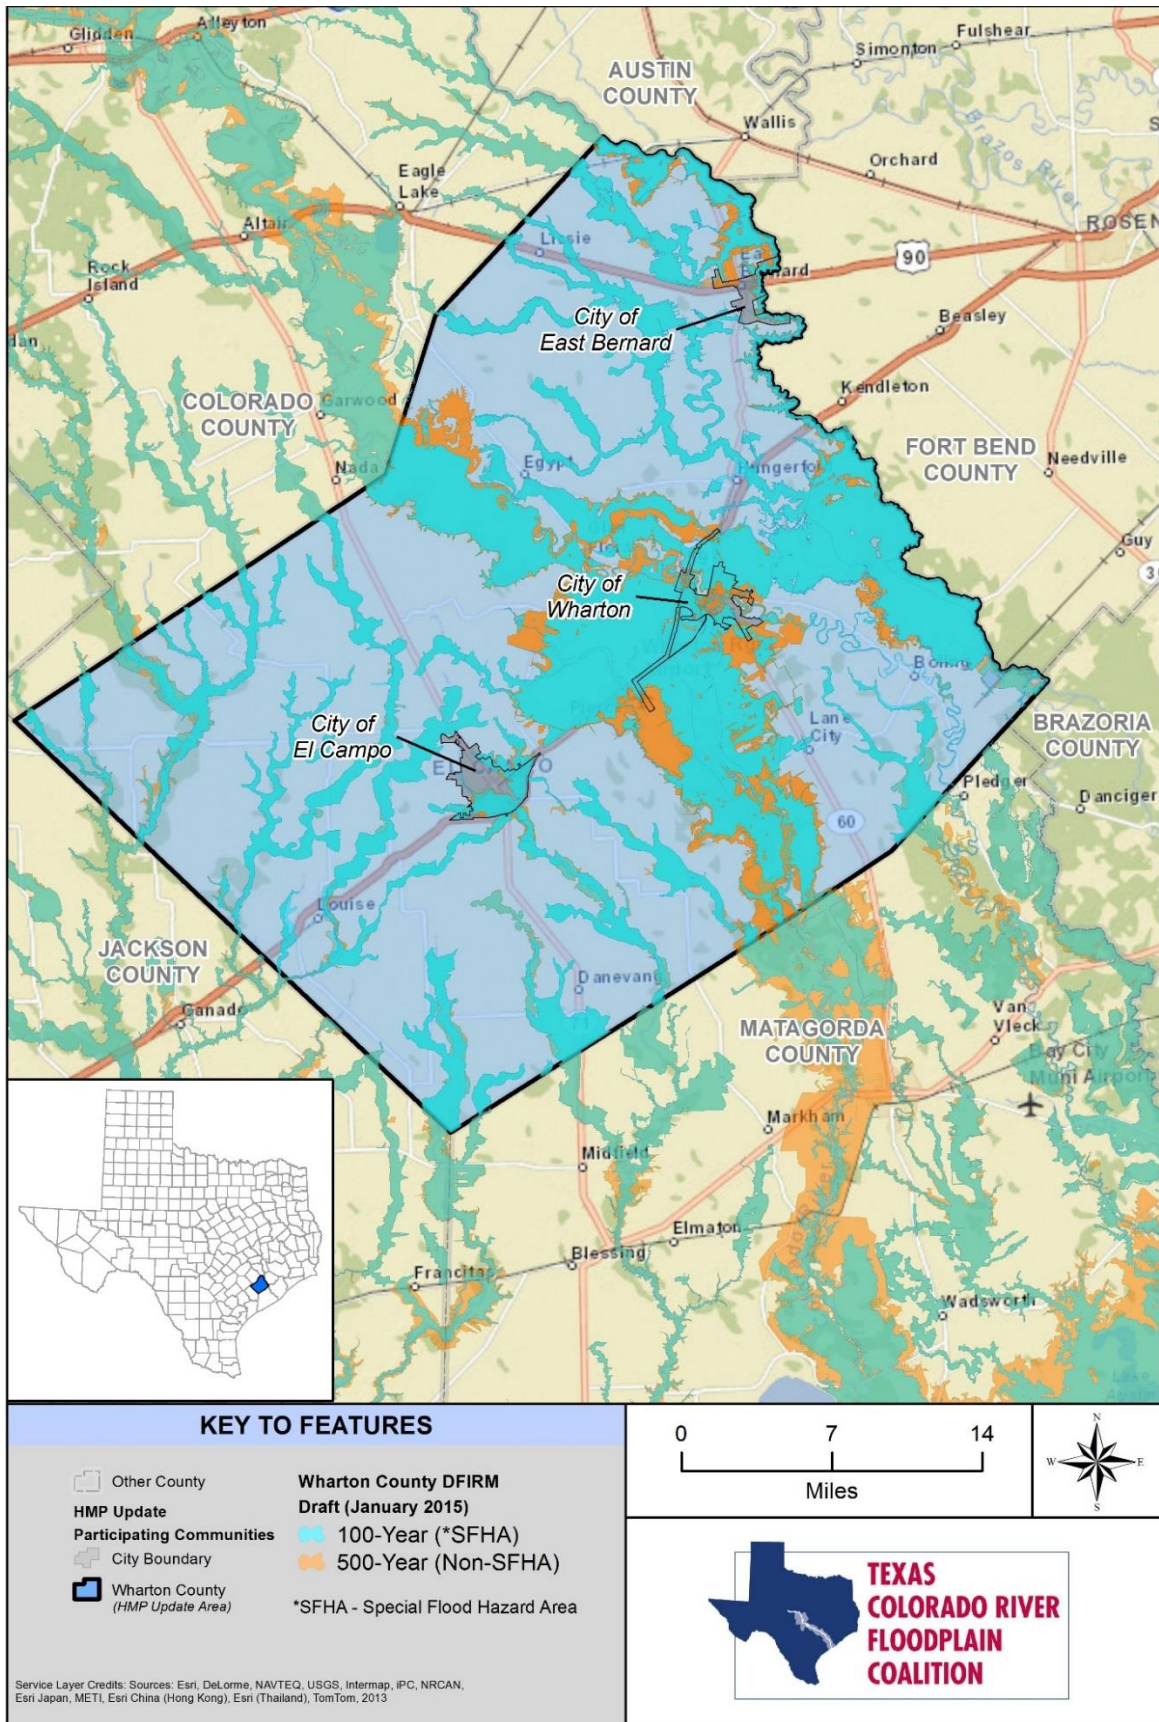 Glidden
Alleyton
Fulshear
Simonton
AUSTIN
COUNTY
Wallis
Brazos River
Orchard
Eagle
Lake
ROSEN
Altair
Lissie
90
Rock
Island
City of
East Bernard
Beasley
dan
Kendleton
COLORADO
COUNTY
Garwood
FORT BEND
COUNTY
Needville
Nada
Egypt
Hungerfo
Guy
City of
Wharton
Boling
City of
El Campo
Lane
City
BRAZORIA
COUNTY
Pledger
Danciger
60
Louise
JACKSON
COUNTY
Danevang
Canado
MATAGORDA
COUNTY
Van
Vleck
Bay City
Muni Airport
Markham
Midfield
Elmaton
Blessing
Francitas
Wadsworth
Lake
Austin
KEY TO FEATURES
Other County
HMP Update
Participating Communities
City Boundary
Wharton County
(HMP Update Area)
Wharton County DFIRM
Draft (January 2015)
100-Year (*SFHA)
500-Year (Non-SFHA)
*SFHA - Special Flood Hazard Area
Service Layer Credits: Sources: Esri, DeLorme, NAVTEQ, USGS, Intermap, iPC, NRCAN,
Esri Japan, METI, Esri China (Hong Kong), Esri (Thailand), TomTom, 2013
0 7 14
Miles
N
W E
S
TEXAS
COLORADO RIVER
FLOODPLAIN
COALITION